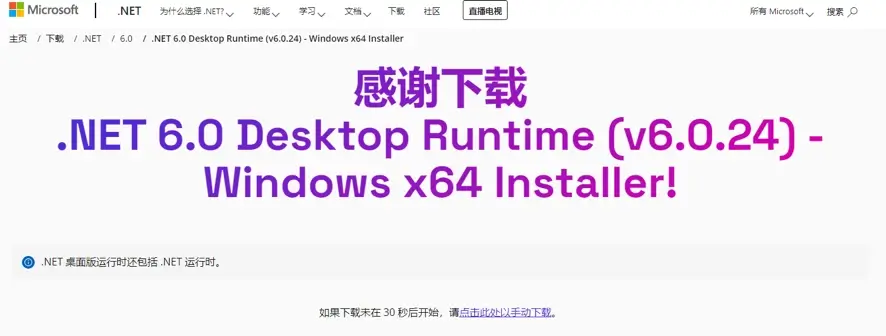 Microsoft .NET 为什么选择 .NET? 功能 学习 文档 下载 社区 直播电视 所有 Microsoft 搜索
主页 / 下载 / .NET / 6.0 / .NET 6.0 Desktop Runtime (v6.0.24) - Windows x64 Installer
感谢下载
.NET 6.0 Desktop Runtime (v6.0.24) -
Windows x64 Installer!
.NET 桌面版运行时还包括 .NET 运行时。
如果下载未在 30 秒后开始，请点击此处以手动下载。